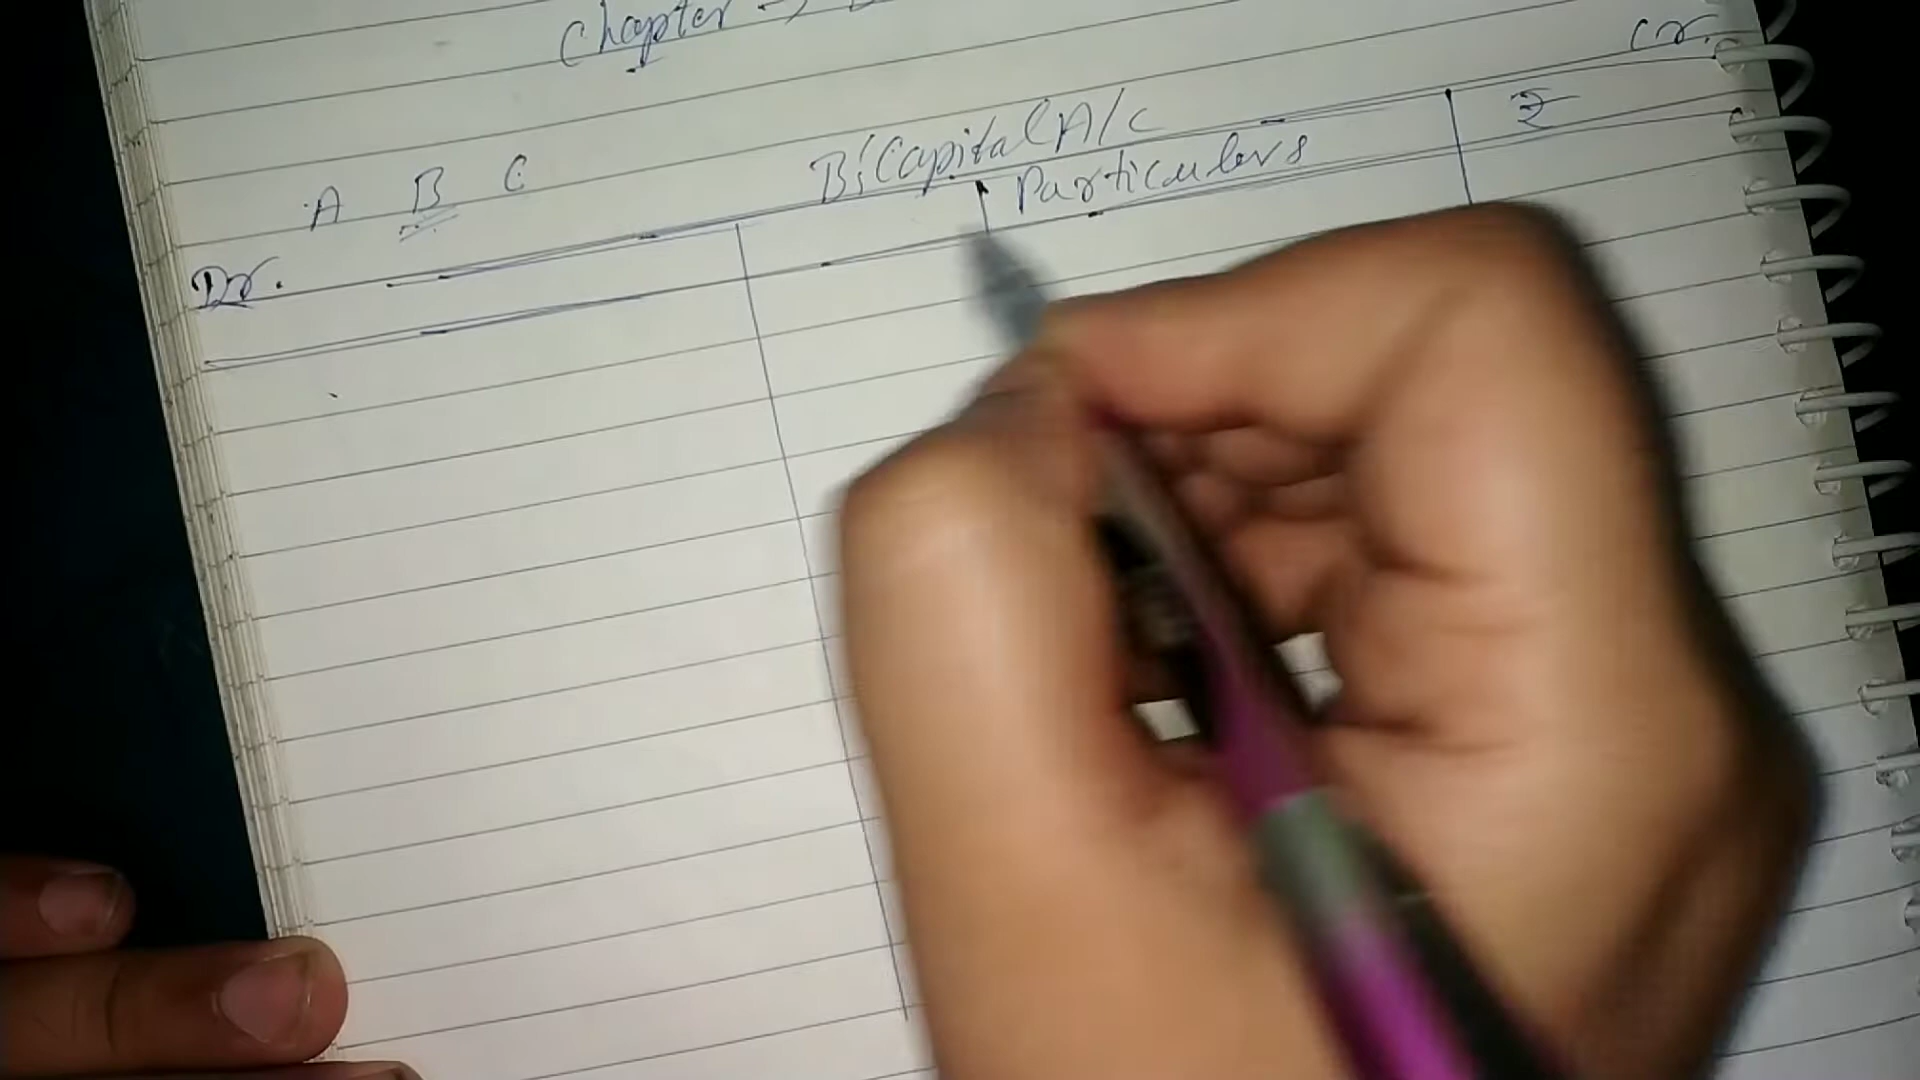 Chapter →
Cr.
B's Capital A/c
A B C
Particulars ₹
Dr.